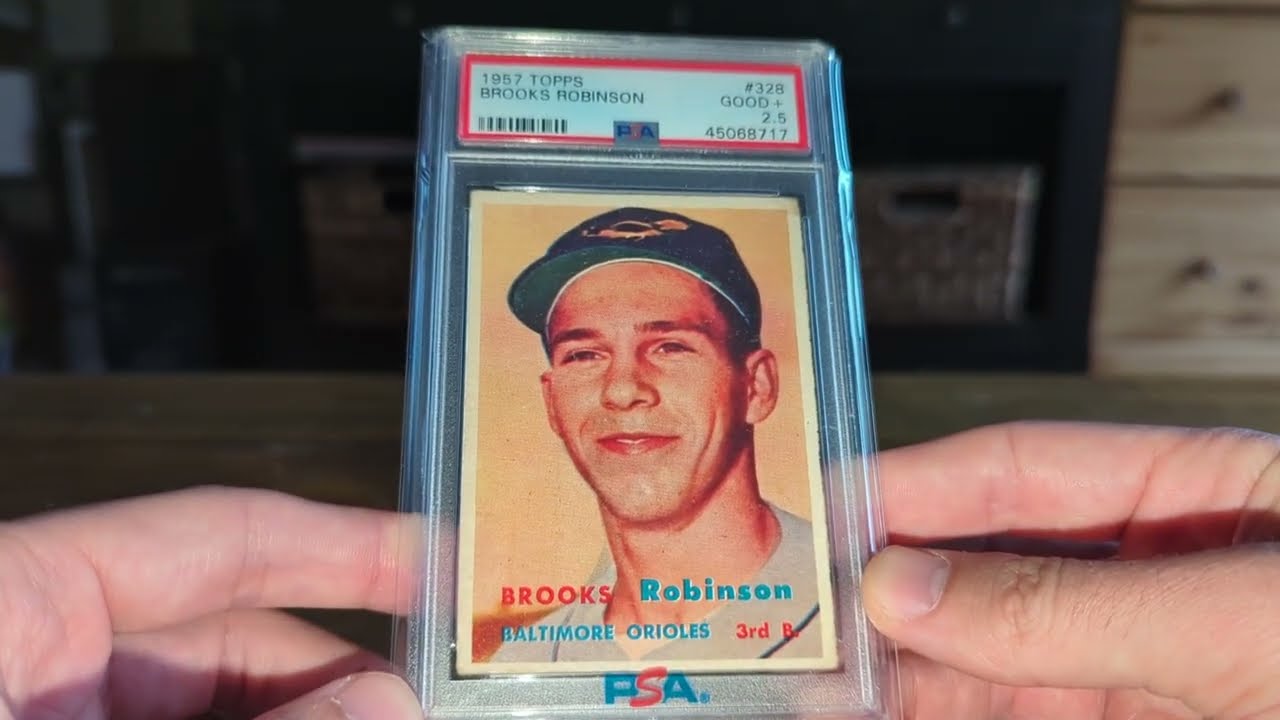 1957 TOPPS #328
BROOKS ROBINSON GOOD +
2.5
PSA 45068717
BROOKS Robinson
BALTIMORE ORIOLES 3rd B.
PSA